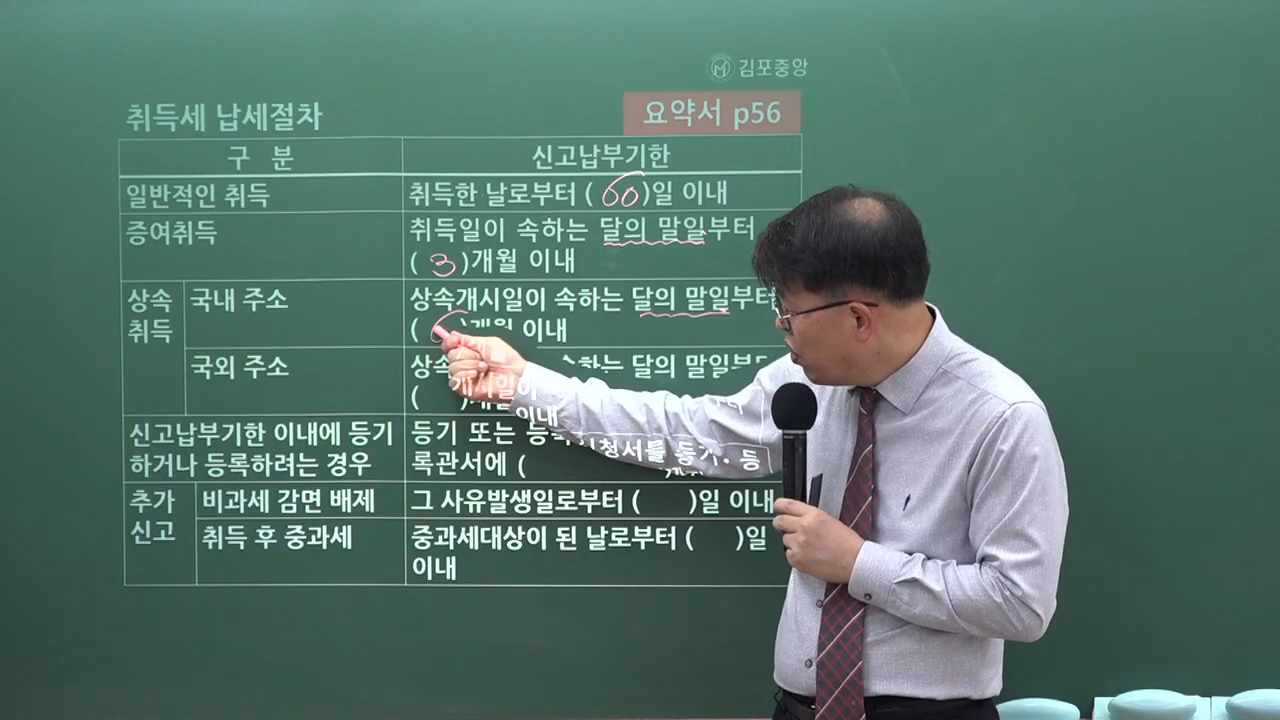 김포중앙
취득세 납세절차
요약서 p56
구 분
신고납부기한
일반적인 취득
취득한 날로부터 ( 60 )일 이내
증여취득
취득일이 속하는 달의 말일부터
( 3 )개월 이내
상속
취득
국내 주소
상속개시일이 속하는 달의 말일부터
( )개월 이내
국외 주소
상속 속하는 달의 말일부터
(
신고납부기한 이내에 등기
하거나 등록하려는 경우
등기 또는 등록신청서를 등기· 등
록관서에 (
추가
신고
비과세 감면 배제
그 사유발생일로부터 ( )일 이내
취득 후 중과세
중과세대상이 된 날로부터 ( )일
이내